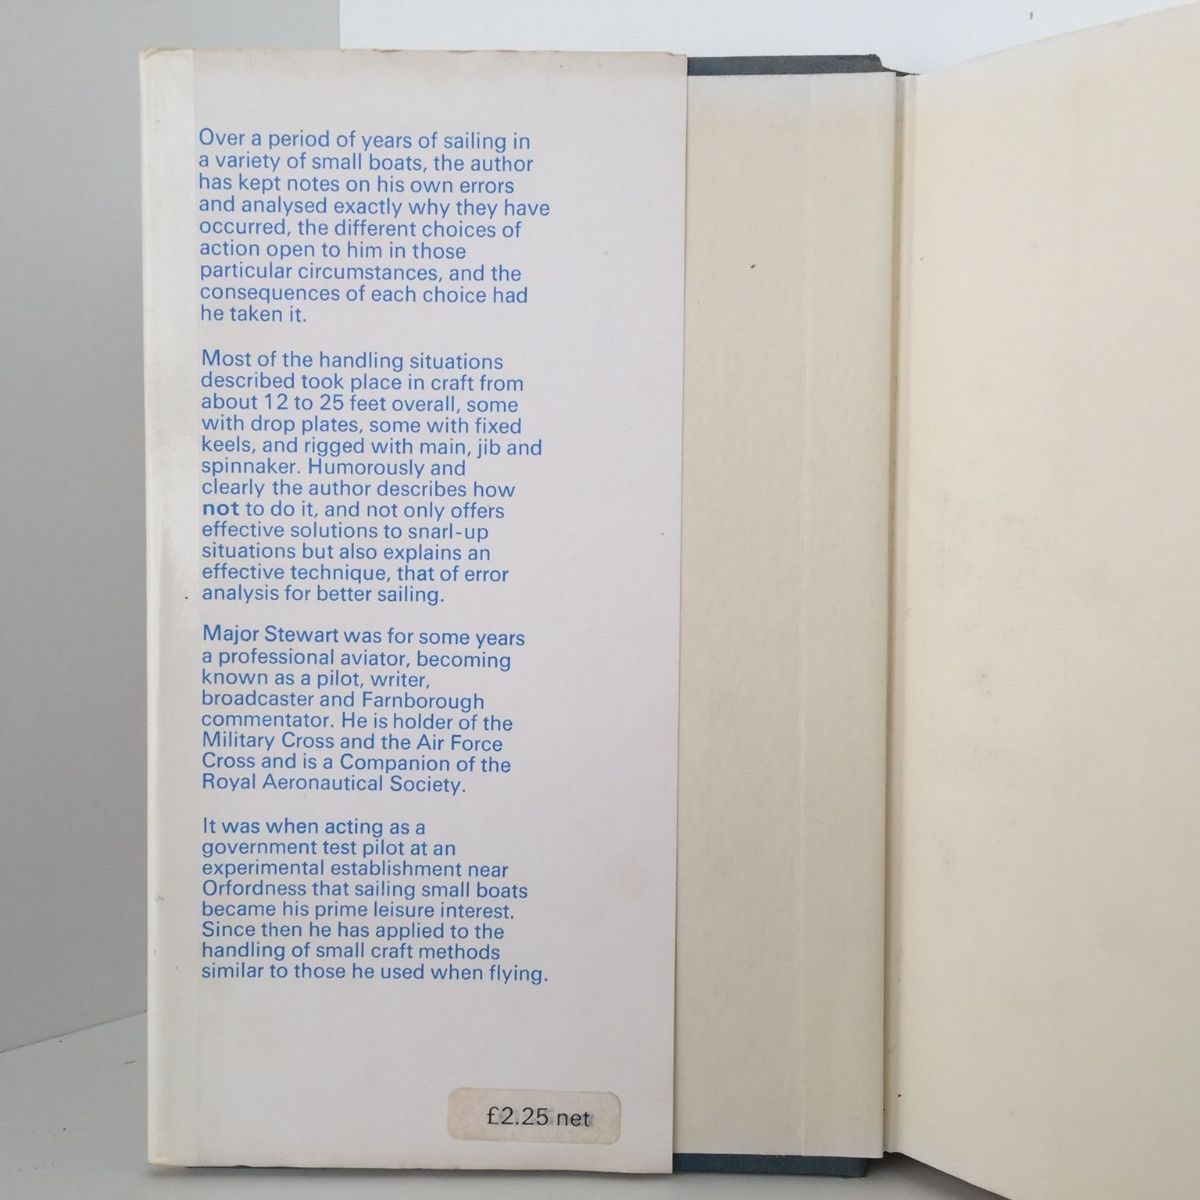 Over a period of years of sailing in
a variety of small boats, the author
has kept notes on his own errors
and analysed exactly why they have
occurred, the different choices of
action open to him in those
particular circumstances, and the
consequences of each choice had
he taken it.
Most of the handling situations
described took place in craft from
about 12 to 25 feet overall, some
with drop plates, some with fixed
keels, and rigged with main, jib and
spinnaker. Humorously and
clearly the author describes how
not to do it, and not only offers
effective solutions to snarl-up
situations but also explains an
effective technique, that of error
analysis for better sailing.
Major Stewart was for some years
a professional aviator, becoming
known as a pilot, writer,
broadcaster and Farnborough
commentator. He is holder of the
Military Cross and the Air Force
Cross and is a Companion of the
Royal Aeronautical Society.
It was when acting as a
government test pilot at an
experimental establishment near
Orfordness that sailing small boats
became his prime leisure interest.
Since then he has applied to the
handling of small craft methods
similar to those he used when flying.
£2.25 net